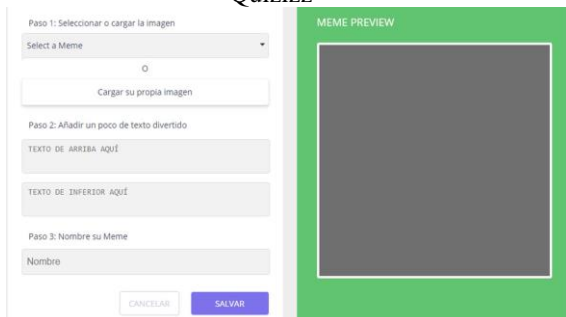 Quizizz
Paso 1: Seleccionar o cargar la imagen
Select a Meme
O
Cargar su propia imagen
Paso 2: Añadir un poco de texto divertido
TEXTO DE ARRIBA AQUÍ
TEXTO DE INFERIOR AQUÍ
Paso 3: Nombre su Meme
Nombre
CANCELAR
SALVAR
MEME PREVIEW